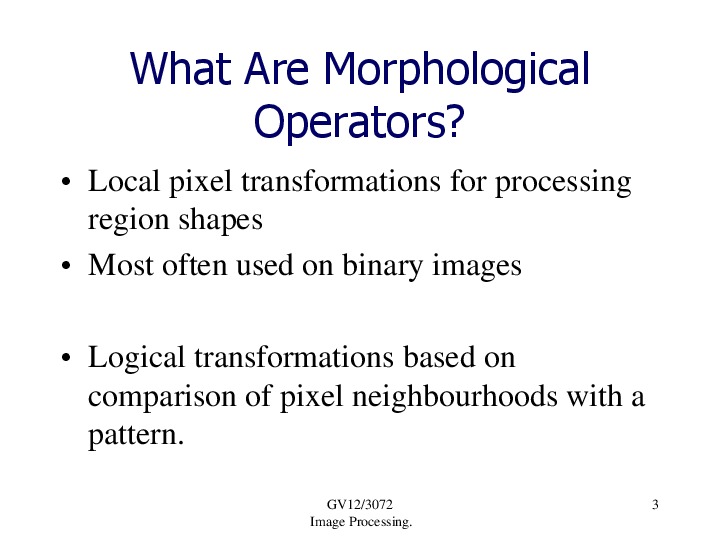 What Are Morphological
Operators?
• Local pixel transformations for processing
region shapes
• Most often used on binary images
• Logical transformations based on
comparison of pixel neighbourhoods with a
pattern.
GV12/3072
Image Processing.
3